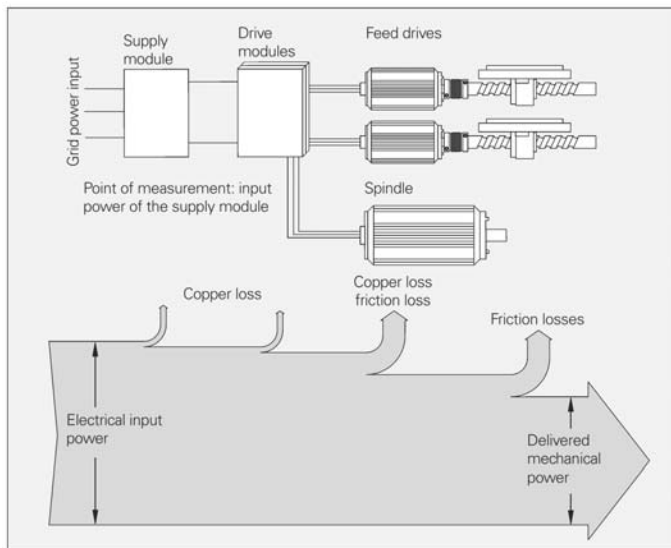 Supply
module
Drive
modules
Feed drives
Grid power input
Point of measurement: input
power of the supply module
Spindle
Copper loss
Copper loss
friction loss
Friction losses
Electrical input
power
Delivered
mechanical
power